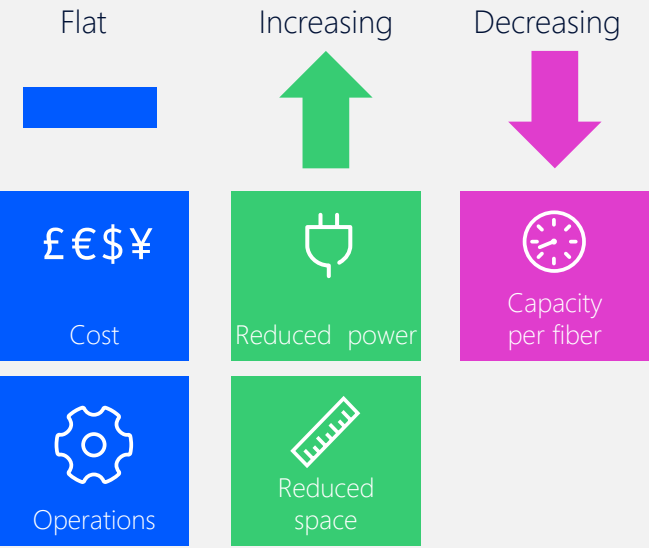 Flat
Increasing
Decreasing
£€$¥
Cost
Reduced power
Capacity
per fiber
Operations
Reduced
space